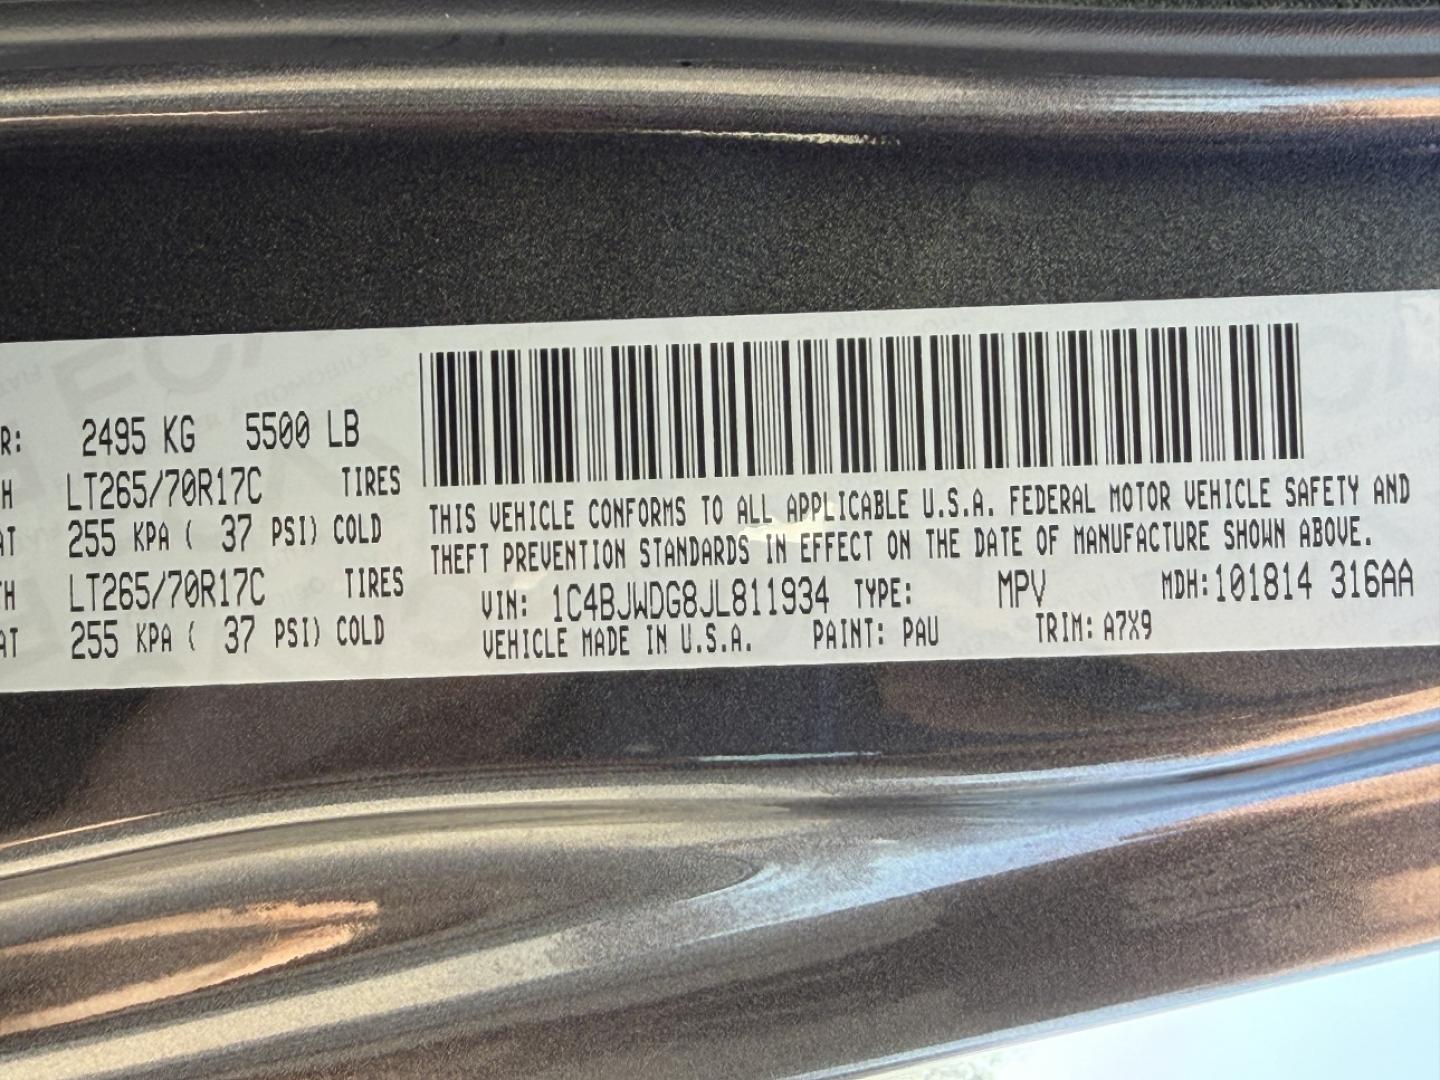 R: 2495 KG 5500 LB
H LT265/70R17C TIRES
AT 255 KPA ( 37 PSI) COLD
TH LT265/70R17C TIRES
AT 255 KPA ( 37 PSI) COLD
THIS VEHICLE CONFORMS TO ALL APPLICABLE U.S.A. FEDERAL MOTOR VEHICLE SAFETY AND
THEFT PREVENTION STANDARDS IN EFFECT ON THE DATE OF MANUFACTURE SHOWN ABOVE.
VIN: 1C4BJWDG8JL811934 TYPE: MPV MDH:101814 316AA
VEHICLE MADE IN U.S.A. PAINT: PAU TRIM: A7X9